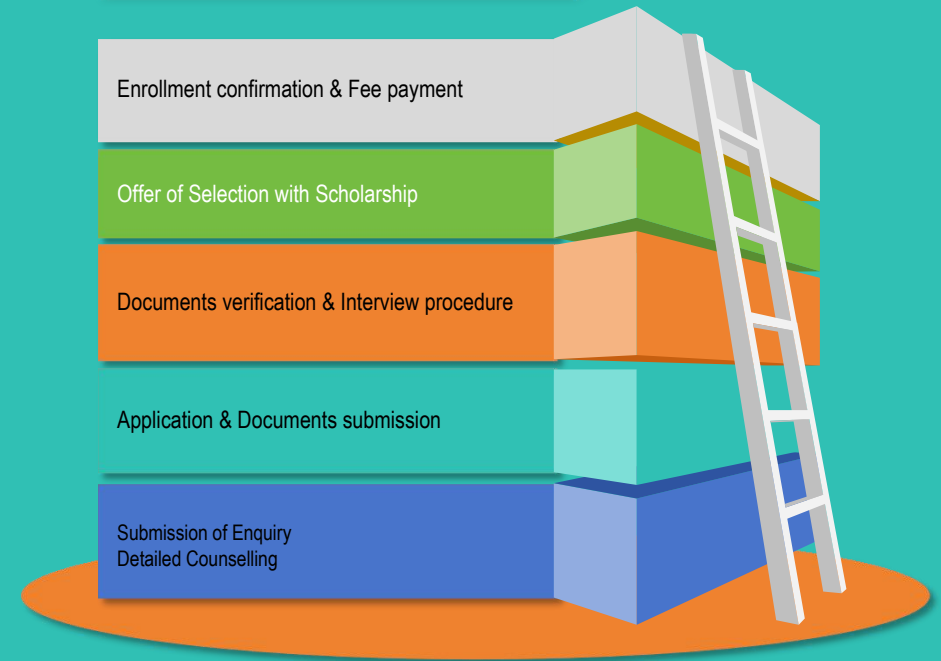 Enrollment confirmation & Fee payment
Offer of Selection with Scholarship
Documents verification & Interview procedure
Application & Documents submission
Submission of Enquiry
Detailed Counselling